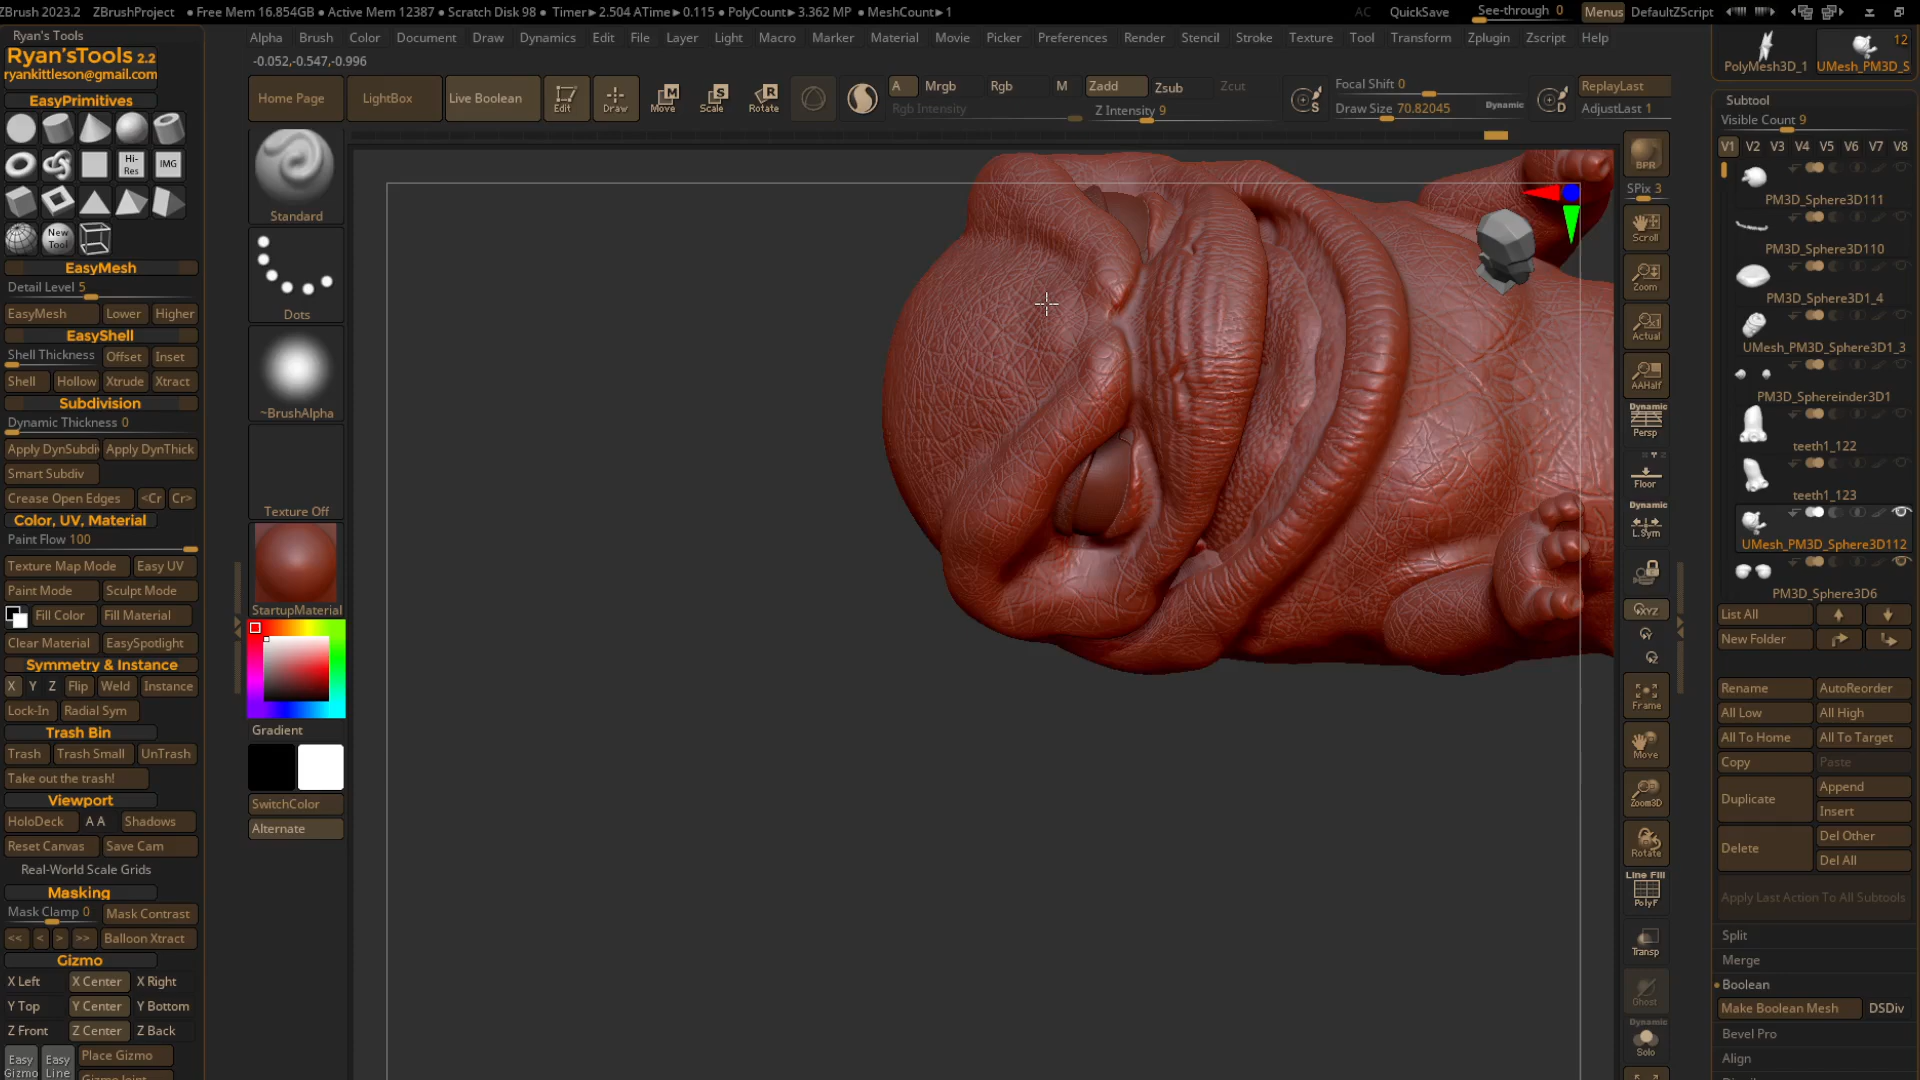 ZBrush 2023.2 ZBrushProject • Free Mem 16.854GB • Active Mem 12387 • Scratch Disk 98 • Timer►2.504 ATime►0.115 • PolyCount►3.362 MP • MeshCount►1 AC QuickSave See-through 0 Menus DefaultZScript
Ryan's Tools
Alpha Brush Color Document Draw Dynamics Edit File Layer Light Macro Marker Material Movie Picker Preferences Render Stencil Stroke Texture Tool Transform Zplugin Zscript Help
-0.052,-0.547,-0.996
Home Page LightBox Live Boolean Edit Draw Move Scale Rotate
A Mrgb Rgb M Zadd Zsub Zcut
Rgb Intensity Z Intensity 9
Focal Shift 0
Draw Size 70.82045 Dynamic
ReplayLast
AdjustLast 1
Ryan'sTools 2.2
ryankittleson@gmail.com
EasyPrimitives
Hi-Res
IMG
New Tool
EasyMesh
Detail Level 5
EasyMesh Lower Higher
EasyShell
Shell Thickness Offset Inset
Shell Hollow Xtrude Xtract
Subdivision
Dynamic Thickness 0
Apply DynSubdiv Apply DynThick
Smart Subdiv
Crease Open Edges <Cr Cr>
Color, UV, Material
Paint Flow 100
Texture Map Mode Easy UV
Paint Mode Sculpt Mode
Fill Color Fill Material
Clear Material EasySpotlight
Symmetry & Instance
X Y Z Flip Weld Instance
Lock-In Radial Sym
Trash Bin
Trash Trash Small UnTrash
Take out the trash!
Viewport
HoloDeck A A Shadows
Reset Canvas Save Cam
Real-World Scale Grids
Masking
Mask Clamp 0 Mask Contrast
<< < > >> Balloon Xtract
Gizmo
X Left X Center X Right
Y Top Y Center Y Bottom
Z Front Z Center Z Back
Easy Gizmo
Easy Line
Place Gizmo
Standard
Dots
~BrushAlpha
Texture Off
StartupMaterial
Gradient
SwitchColor
Alternate
BPR
SPix 3
Scroll
Zoom
Actual
AAHalf
Dynamic
Persp
Floor
Dynamic
L.Sym
XYZ
Frame
Move
Zoom3D
Rotate
Line Fill
PolyF
Transp
Ghost
Dynamic
Solo
12
PolyMesh3D_1 UMesh_PM3D_S
Subtool
Visible Count 9
V1 V2 V3 V4 V5 V6 V7 V8
PM3D_Sphere3D111
PM3D_Sphere3D110
PM3D_Sphere3D1_4
UMesh_PM3D_Sphere3D1_3
PM3D_Sphereinder3D1
teeth1_122
teeth1_123
UMesh_PM3D_Sphere3D112
PM3D_Sphere3D6
List All
New Folder
Rename AutoReorder
All Low All High
All To Home All To Target
Copy Paste
Duplicate Append
Insert
Delete Del Other
Del All
Apply Last Action To All Subtools
Split
Merge
Boolean
Make Boolean Mesh DSDiv
Bevel Pro
Align